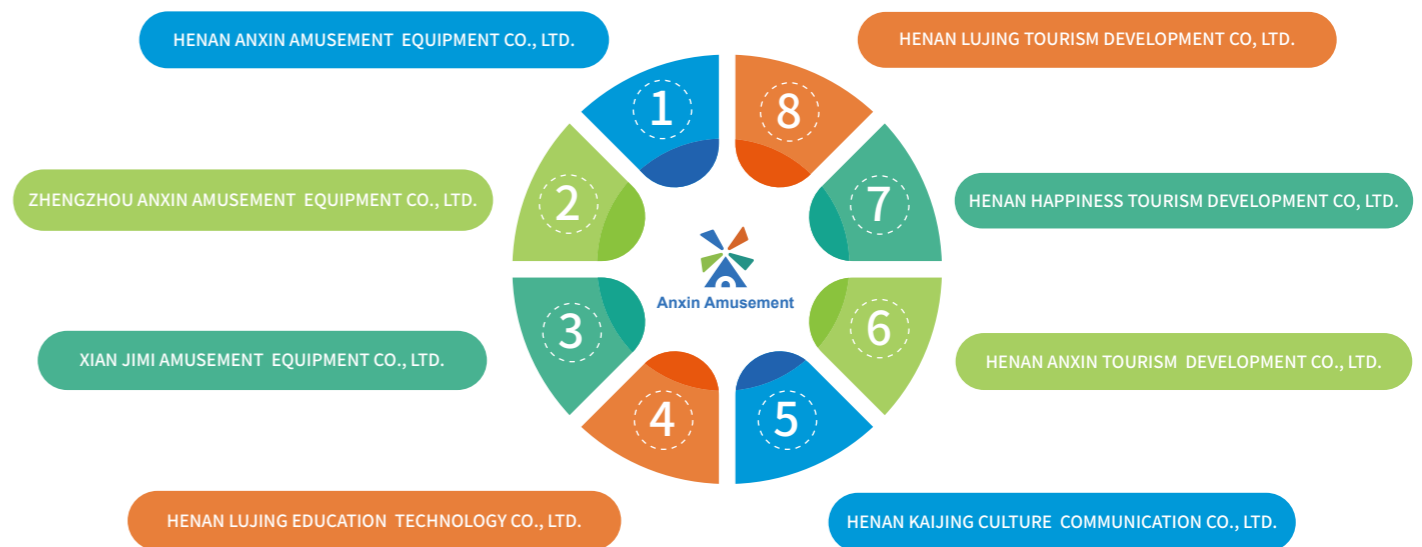 HENAN ANXIN AMUSEMENT EQUIPMENT CO., LTD.
HENAN LUJING TOURISM DEVELOPMENT CO, LTD.
1
8
ZHENGZHOU ANXIN AMUSEMENT EQUIPMENT CO., LTD.
2
7
HENAN HAPPINESS TOURISM DEVELOPMENT CO, LTD.
Anxin Amusement
XIAN JIMI AMUSEMENT EQUIPMENT CO., LTD.
3
6
HENAN ANXIN TOURISM DEVELOPMENT CO., LTD.
4
5
HENAN LUJING EDUCATION TECHNOLOGY CO., LTD.
HENAN KAIJING CULTURE COMMUNICATION CO., LTD.